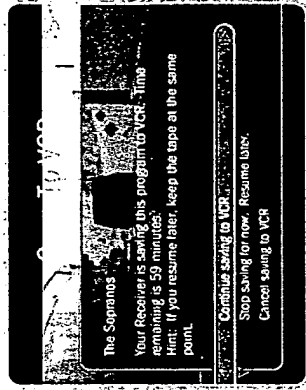 To VCR
The Sopranos
Your Receiver is saving this program to VCR. Time
remaining is 59 minutes.
Hint: If you resume later, keep the tape at the same
point.
Continue saving to VCR
Stop saving for now. Resume later.
Cancel saving to VCR